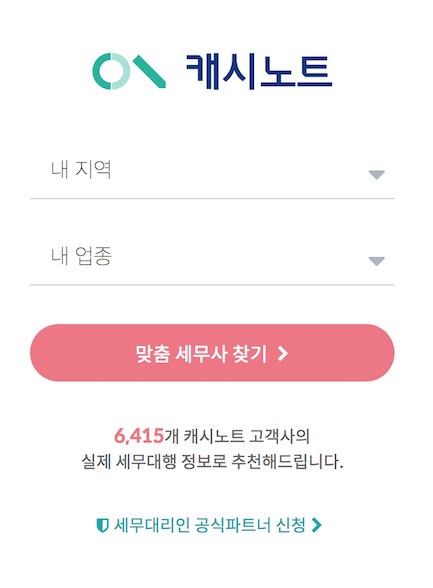 캐시노트
내 지역
내 업종
맞춤 세무사 찾기
6,415개 캐시노트 고객사의
실제 세무대행 정보로 추천해드립니다.
세무대리인 공식파트너 신청